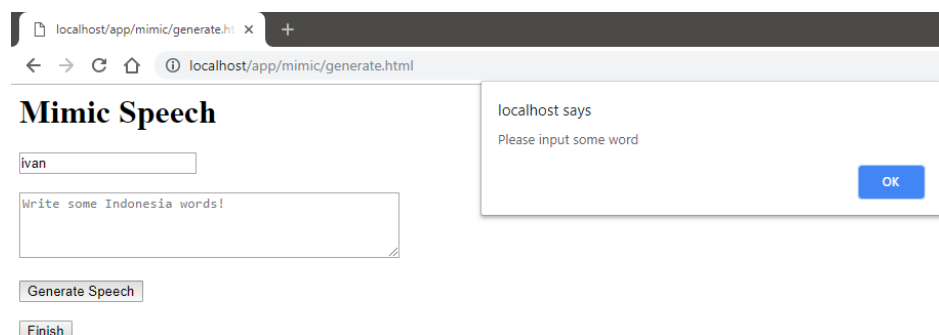 localhost/app/mimic/generate.ht
localhost/app/mimic/generate.html
Mimic Speech
ivan
Write some Indonesia words!
Generate Speech
Finish
localhost says
Please input some word
OK